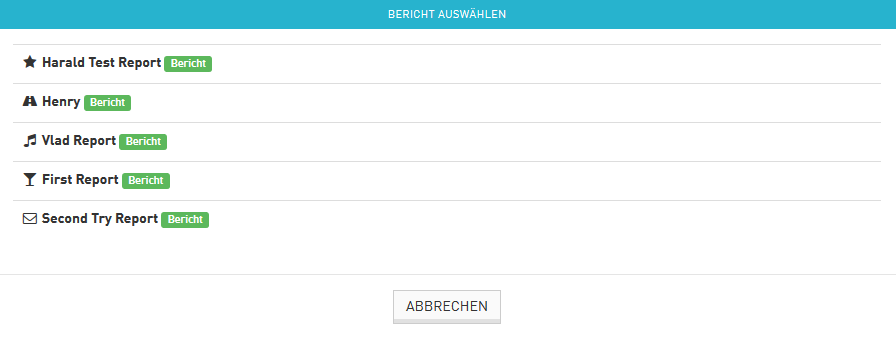 BERICHT AUSWÄHLEN
Harald Test Report Bericht
Henry Bericht
Vlad Report Bericht
First Report Bericht
Second Try Report Bericht
ABBRECHEN